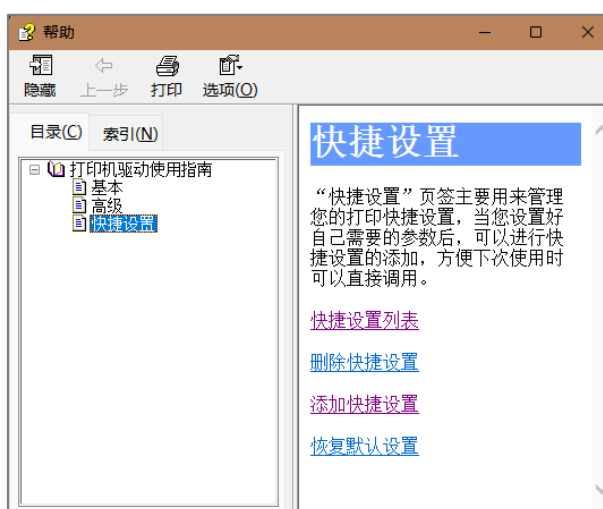 帮助
隐藏 上一步 打印 选项(O)
目录(C) 索引(N)
打印机驱动使用指南
基本
高级
快捷设置
快捷设置
“快捷设置”页签主要用来管理
您的打印快捷设置，当您设置好
自己需要的参数后，可以进行快
捷设置的添加，方便下次使用时
可以直接调用。
快捷设置列表
删除快捷设置
添加快捷设置
恢复默认设置